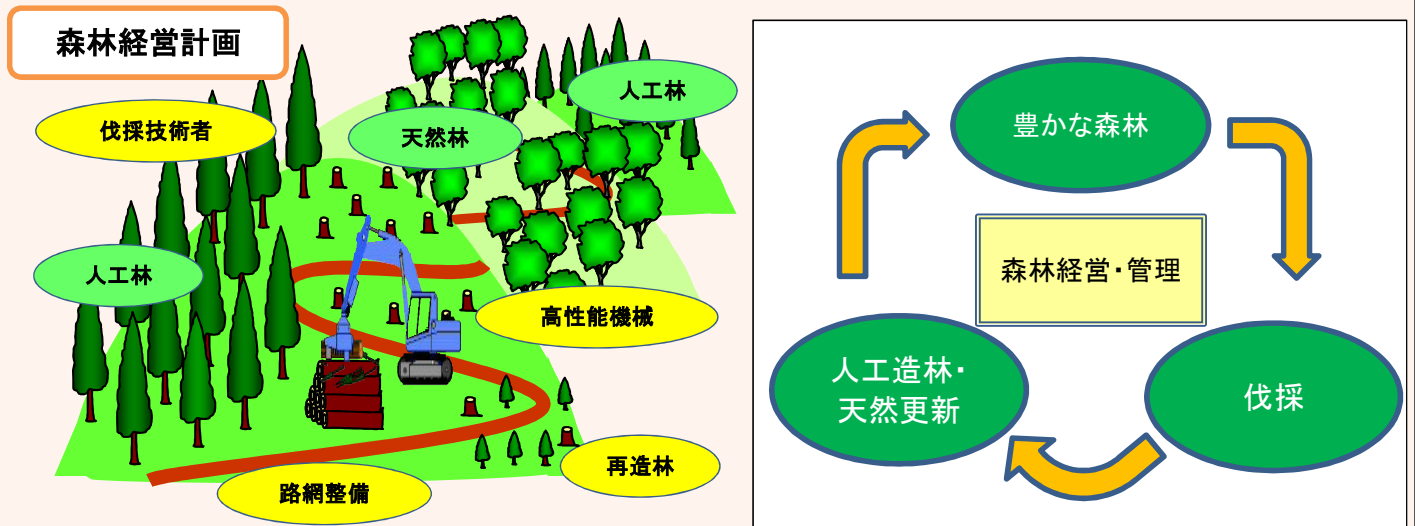 森林経営計画
伐採技術者
天然林
人工林
人工林
高性能機械
再造林
路網整備
豊かな森林
森林経営・管理
人工造林・
天然更新
伐採